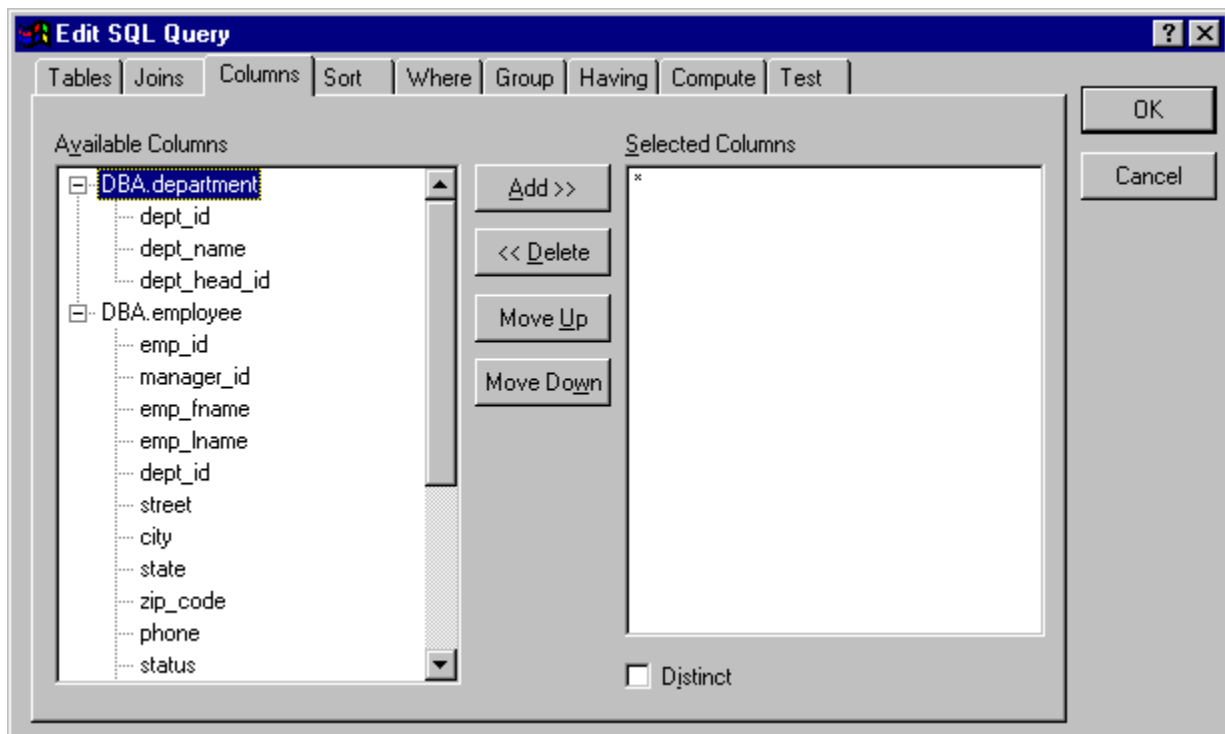 Edit SQL Query
Tables Joins Columns Sort Where Group Having Compute Test
OK
Cancel
Available Columns
DBA.department
dept_id
dept_name
dept_head_id
DBA.employee
emp_id
manager_id
emp_fname
emp_lname
dept_id
street
city
state
zip_code
phone
status
Add >>
<< Delete
Move Up
Move Down
Selected Columns
*
Distinct